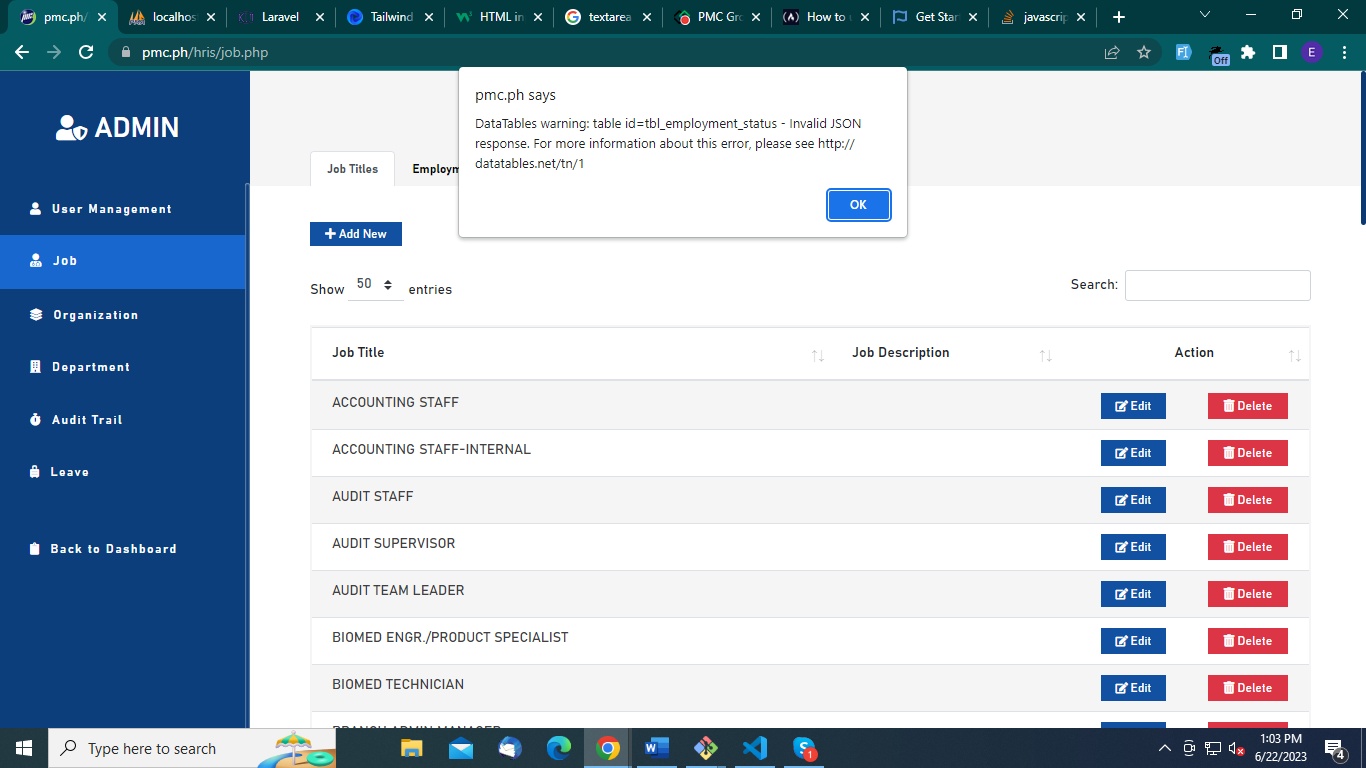 pmc.ph/
localhos
Laravel
Tailwind
HTML in
textarea
PMC Gro
How to u
Get Star
javascrip
pmc.ph/hris/job.php
Off
E
pmc.ph says
DataTables warning: table id=tbl_employment_status - Invalid JSON
response. For more information about this error, please see http://
datatables.net/tn/1
OK
ADMIN
User Management
Job
Organization
Department
Audit Trail
Leave
Back to Dashboard
Job Titles
Employm
Add New
Show 50 entries
Search:
Job Title Job Description Action
ACCOUNTING STAFF Edit Delete
ACCOUNTING STAFF-INTERNAL Edit Delete
AUDIT STAFF Edit Delete
AUDIT SUPERVISOR Edit Delete
AUDIT TEAM LEADER Edit Delete
BIOMED ENGR./PRODUCT SPECIALIST Edit Delete
BIOMED TECHNICIAN Edit Delete
BRANCH ADMIN MANAGER
Type here to search
1
1:03 PM
6/22/2023
4